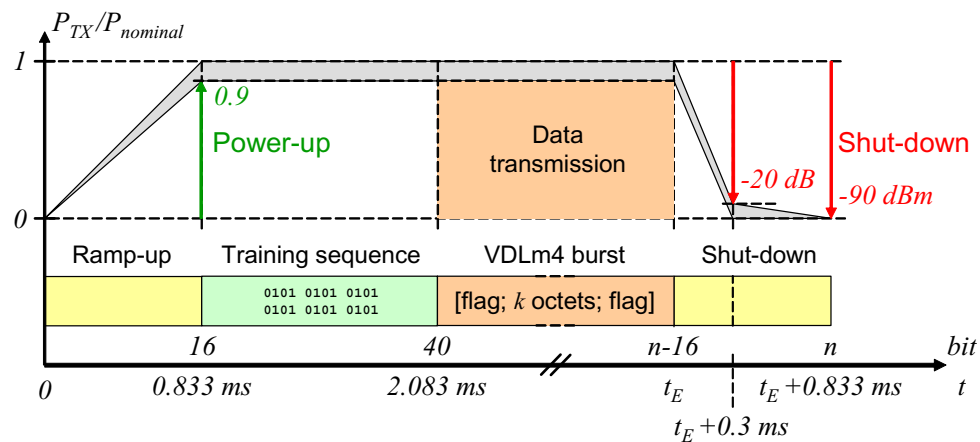 P_TX/P_nominal
1
0.9
Power-up
Data
transmission
Shut-down
-20 dB
-90 dBm
0
Ramp-up
Training sequence
VDLm4 burst
Shut-down
0101 0101 0101
0101 0101 0101
[flag; k octets; flag]
16
40
n-16
n
bit
0
0.833 ms
2.083 ms
t_E
t_E+0.833 ms
t
t_E+0.3 ms